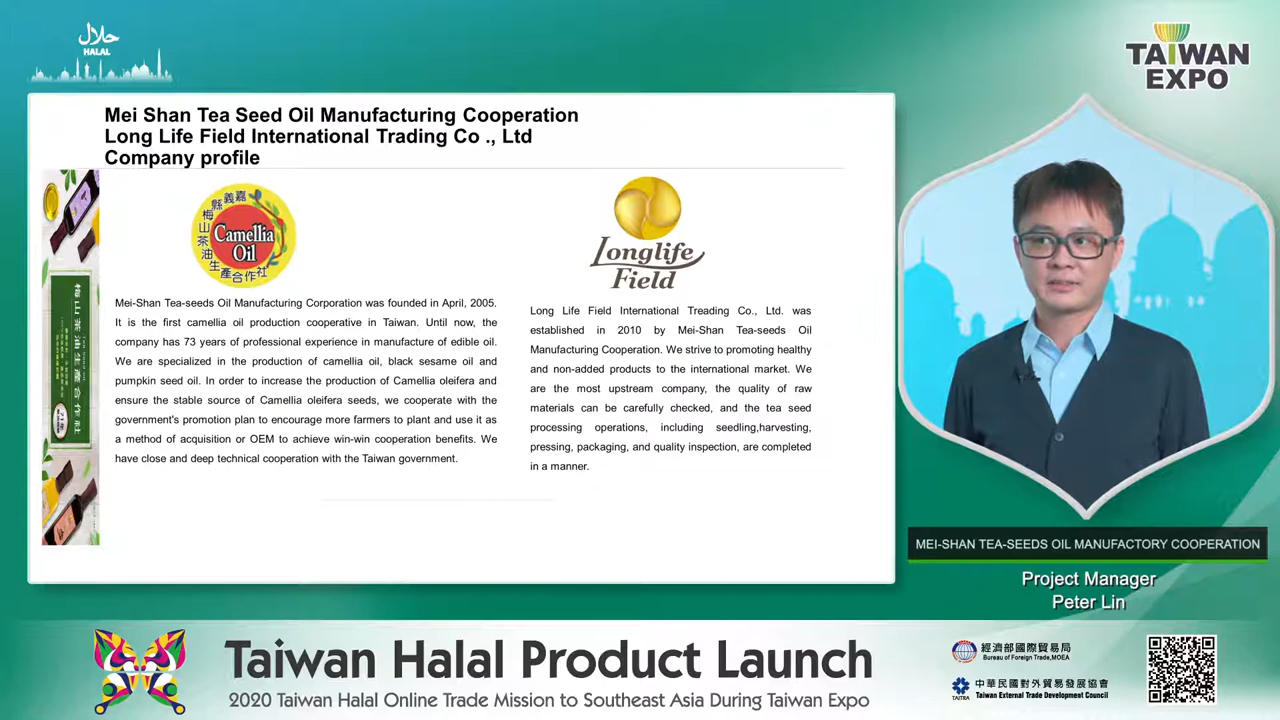 حلال
HALAL
TAIWAN
EXPO
Mei Shan Tea Seed Oil Manufacturing Cooperation
Long Life Field International Trading Co ., Ltd
Company profile
嘉義縣
梅山茶油生產合作社
Camellia
Oil
Longlife
Field
梅山茶油生產合作社
Mei-Shan Tea-seeds Oil Manufacturing Corporation was founded in April, 2005.
It is the first camellia oil production cooperative in Taiwan. Until now, the
company has 73 years of professional experience in manufacture of edible oil.
We are specialized in the production of camellia oil, black sesame oil and
pumpkin seed oil. In order to increase the production of Camellia oleifera and
ensure the stable source of Camellia oleifera seeds, we cooperate with the
government's promotion plan to encourage more farmers to plant and use it as
a method of acquisition or OEM to achieve win-win cooperation benefits. We
have close and deep technical cooperation with the Taiwan government.
Long Life Field International Treading Co., Ltd. was
established in 2010 by Mei-Shan Tea-seeds Oil
Manufacturing Cooperation. We strive to promoting healthy
and non-added products to the international market. We
are the most upstream company, the quality of raw
materials can be carefully checked, and the tea seed
processing operations, including seedling,harvesting,
pressing, packaging, and quality inspection, are completed
in a manner.
MEI-SHAN TEA-SEEDS OIL MANUFACTORY COOPERATION
Project Manager
Peter Lin
Taiwan Halal Product Launch
2020 Taiwan Halal Online Trade Mission to Southeast Asia During Taiwan Expo
經濟部國際貿易局
Bureau of Foreign Trade,MOEA
TAITRA
中華民國對外貿易發展協會
Taiwan External Trade Development Council